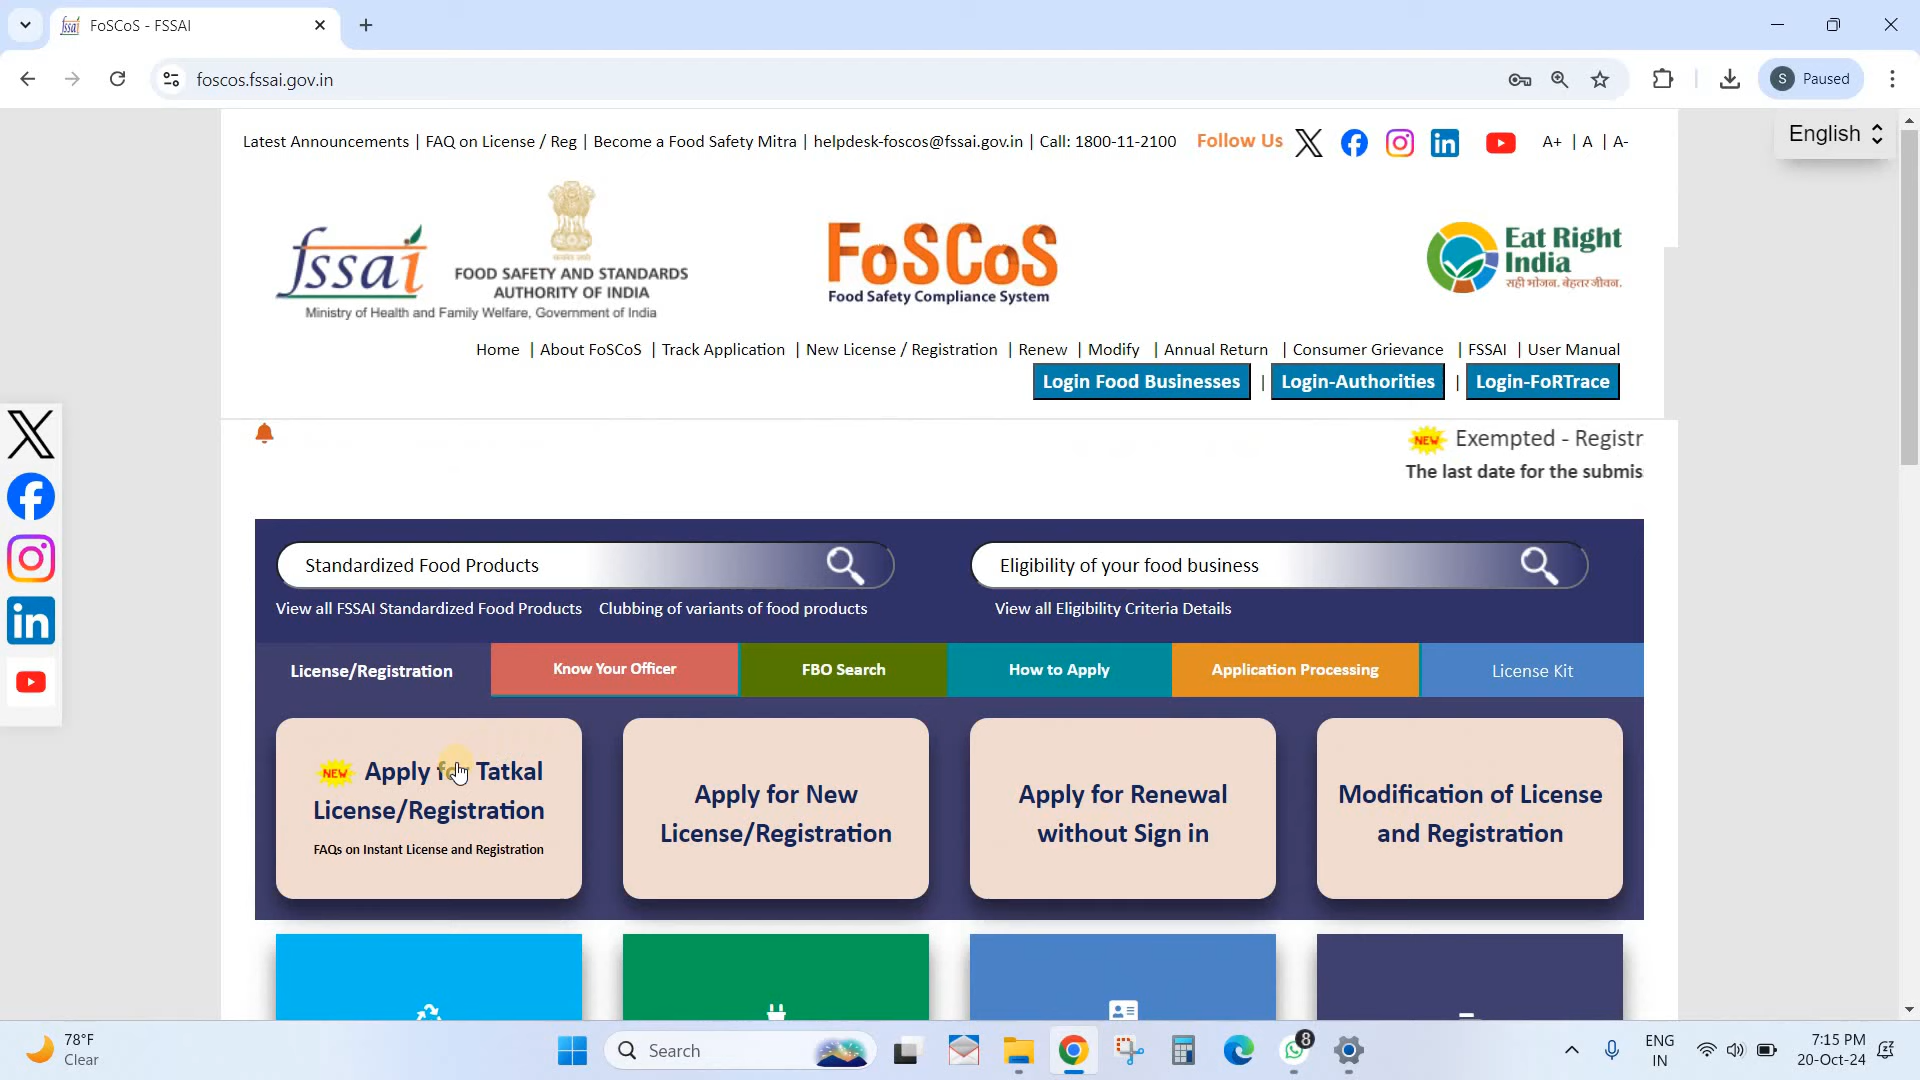 FoSCoS - FSSAI
foscos.fssai.gov.in
S Paused
Latest Announcements | FAQ on License / Reg | Become a Food Safety Mitra | helpdesk-foscos@fssai.gov.in | Call: 1800-11-2100 Follow Us A+ | A | A-
English
fssai
FOOD SAFETY AND STANDARDS
AUTHORITY OF INDIA
Ministry of Health and Family Welfare, Government of India
FoSCoS
Food Safety Compliance System
Eat Right
India
सही भोजन. बेहतर जीवन.
Home | About FoSCoS | Track Application | New License / Registration | Renew | Modify | Annual Return | Consumer Grievance | FSSAI | User Manual
Login Food Businesses | Login-Authorities | Login-FoRTrace
NEW Exempted - Registr
The last date for the submis
Standardized Food Products
Eligibility of your food business
View all FSSAI Standardized Food Products Clubbing of variants of food products
View all Eligibility Criteria Details
License/Registration
Know Your Officer
FBO Search
How to Apply
Application Processing
License Kit
NEW Apply for Tatkal
License/Registration
FAQs on Instant License and Registration
Apply for New
License/Registration
Apply for Renewal
without Sign in
Modification of License
and Registration
78°F
Clear
Search
8
ENG
IN
7:15 PM
20-Oct-24